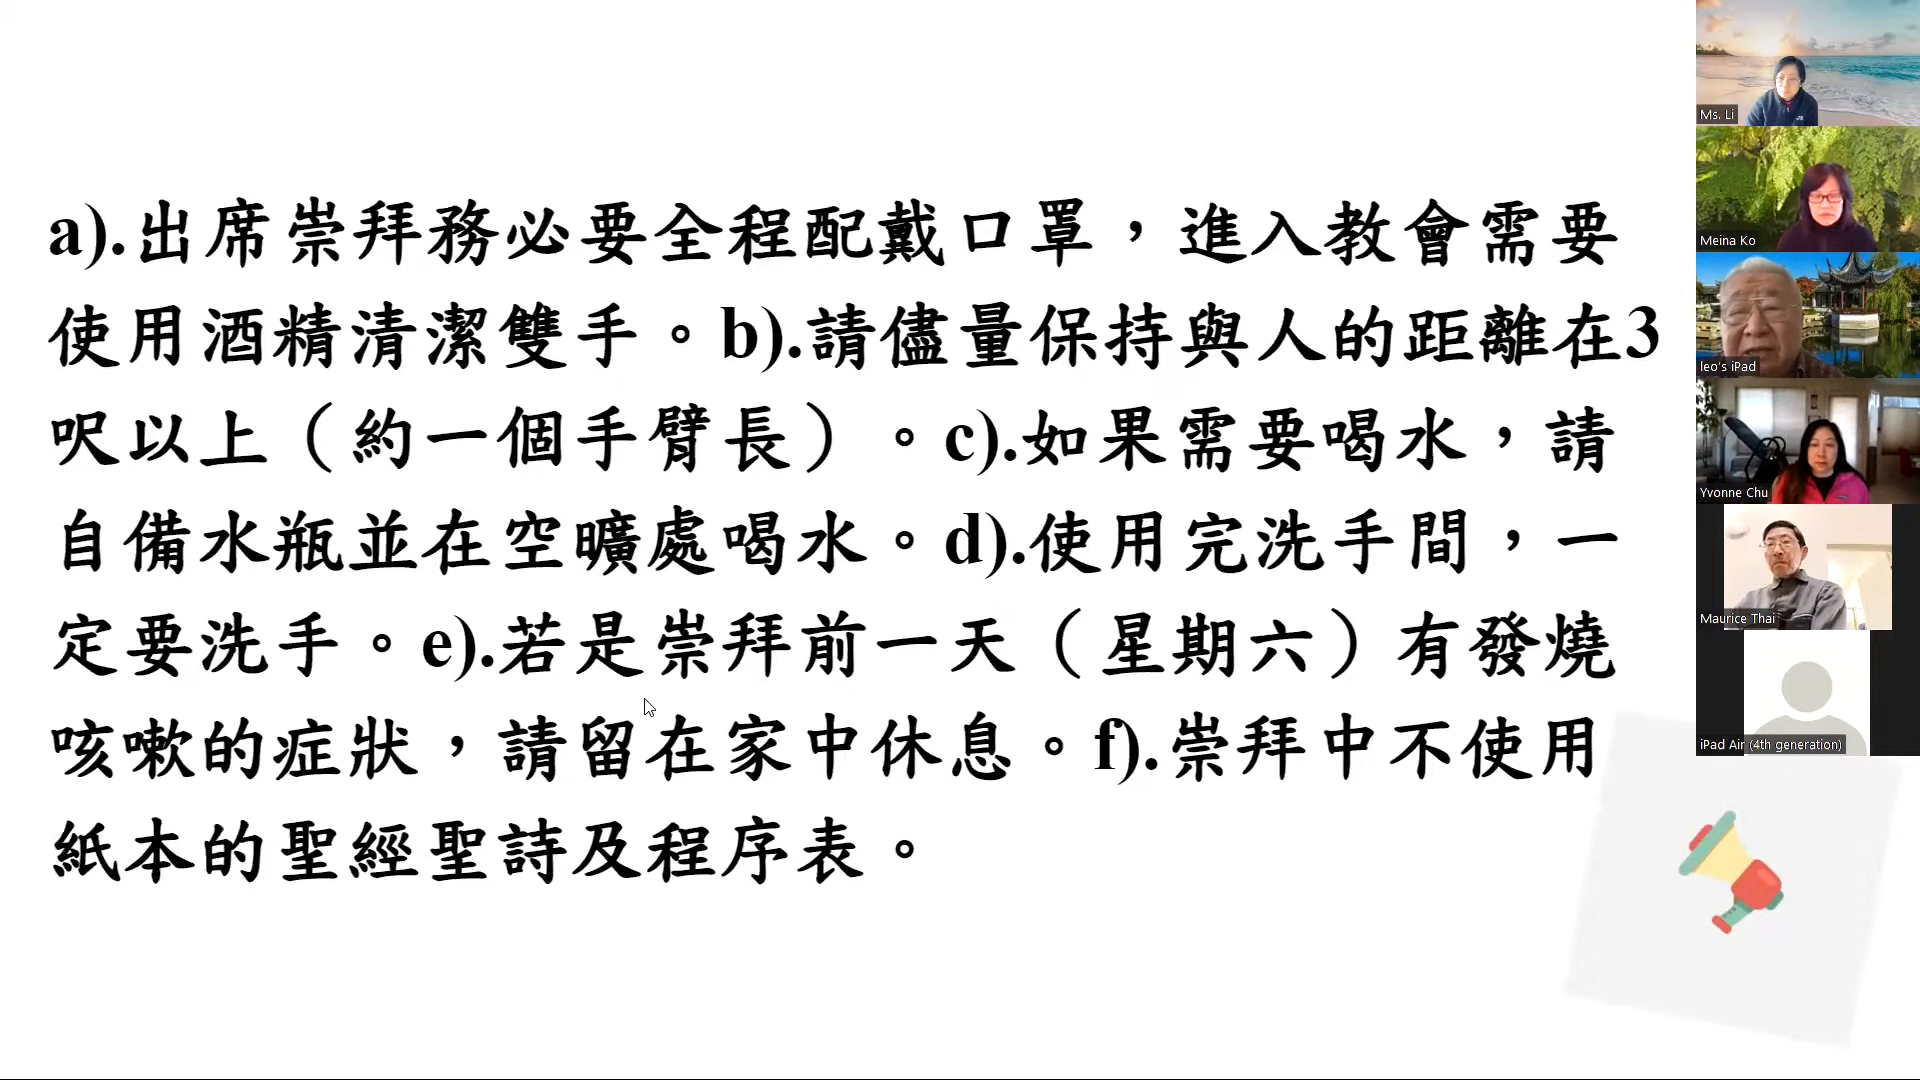 a).出席崇拜務必要全程配戴口罩，進入教會需要
使用酒精清潔雙手。b).請儘量保持與人的距離在3
呎以上（約一個手臂長）。c).如果需要喝水，請
自備水瓶並在空曠處喝水。d).使用完洗手間，一
定要洗手。e).若是崇拜前一天（星期六）有發燒
咳嗽的症狀，請留在家中休息。f).崇拜中不使用
紙本的聖經聖詩及程序表。
Ms. Li
Meina Ko
leo's iPad
Yvonne Chu
Maurice Thai
iPad Air (4th generation)